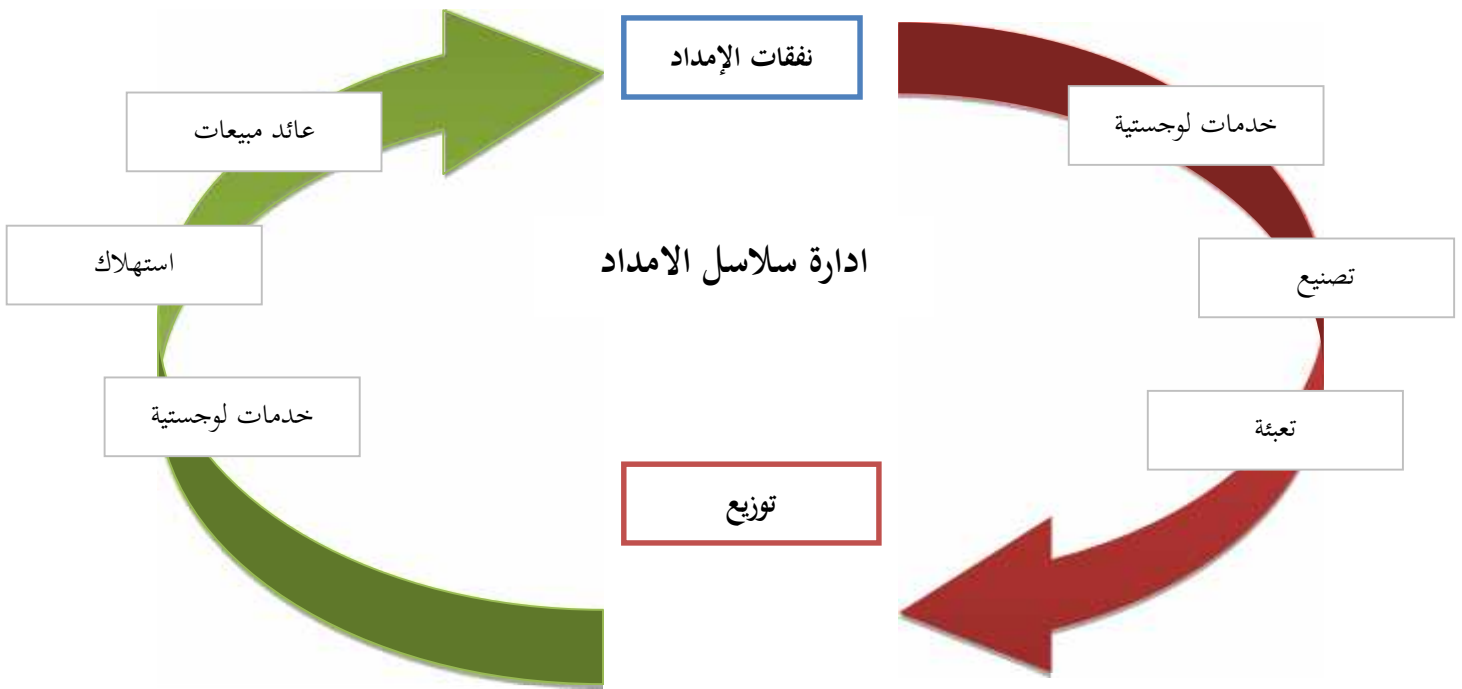 نفقات الإمداد
خدمات لوجستية
عائد مبيعات
ادارة سلاسل الامداد
تصنيع
استهلاك
تعبئة
خدمات لوجستية
توزيع